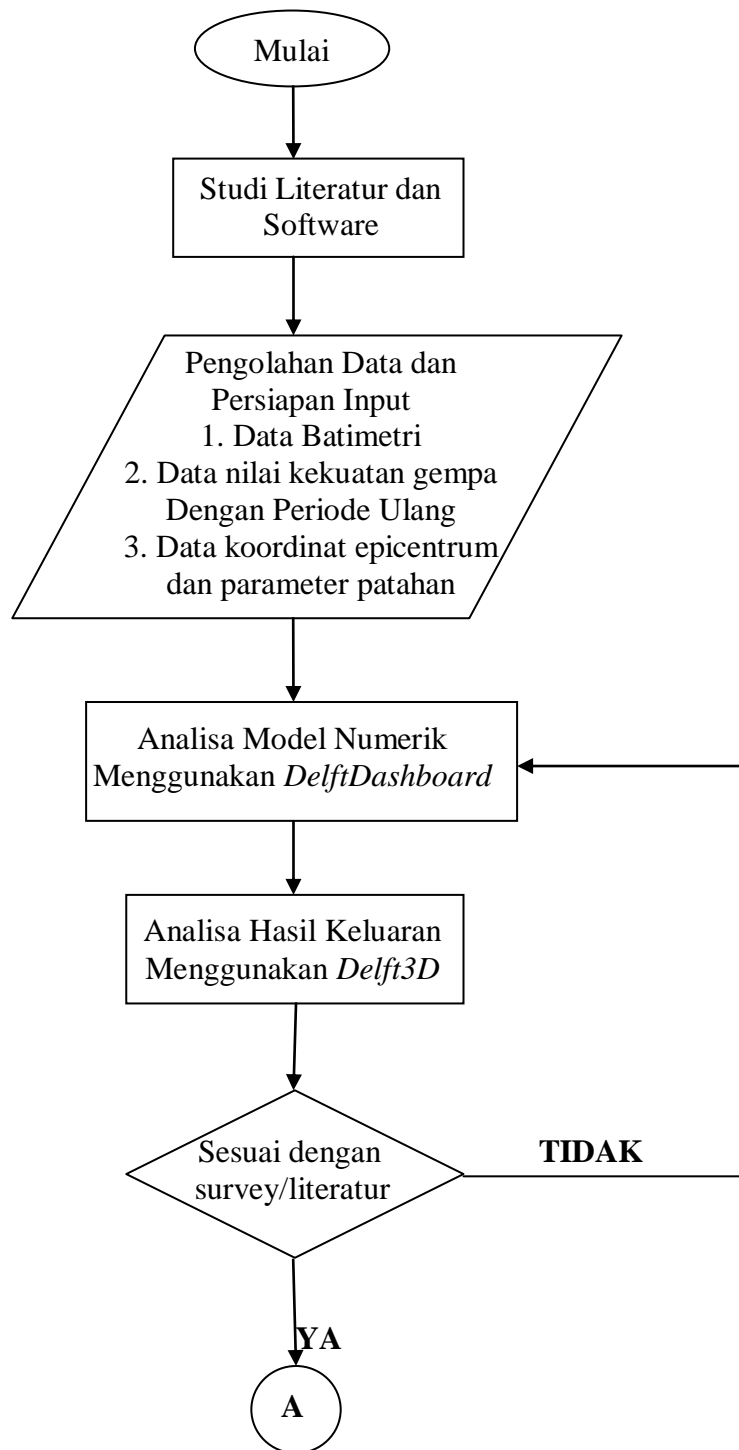 Mulai
Studi Literatur dan
Software
Pengolahan Data dan
Persiapan Input
1. Data Batimetri
2. Data nilai kekuatan gempa
Dengan Periode Ulang
3. Data koordinat epicentrum
dan parameter patahan
Analisa Model Numerik
Menggunakan DelftDashboard
Analisa Hasil Keluaran
Menggunakan Delft3D
Sesuai dengan
survey/literatur
TIDAK
YA
A